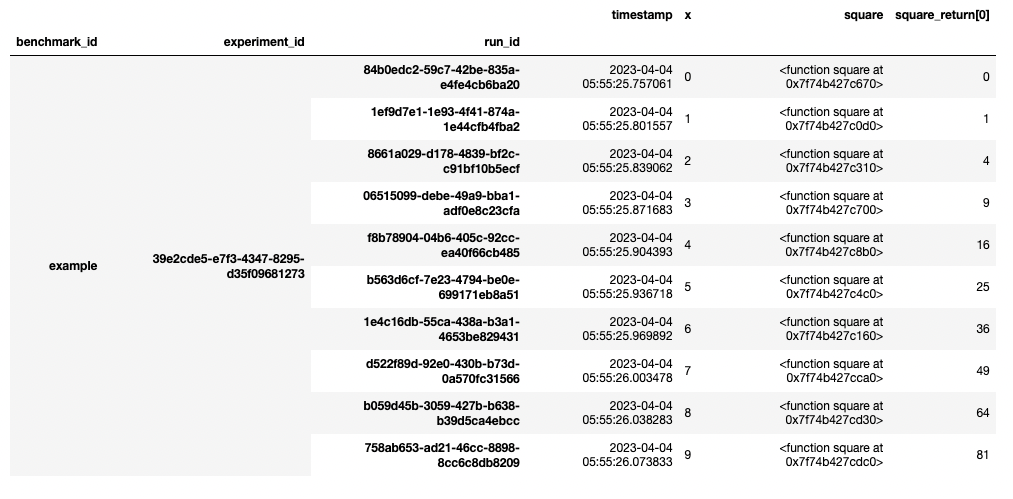 timestamp x square square_return[0]
benchmark_id experiment_id run_id
84b0edc2-59c7-42be-835a- 2023-04-04 <function square at
e4fe4cb6ba20 05:55:25.757061 0 0x7f74b427c670> 0
1ef9d7e1-1e93-4f41-874a- 2023-04-04 <function square at
1e44cfb4fba2 05:55:25.801557 1 0x7f74b427c0d0> 1
8661a029-d178-4839-bf2c- 2023-04-04 <function square at
c91bf10b5ecf 05:55:25.839062 2 0x7f74b427c310> 4
06515099-debe-49a9-bba1- 2023-04-04 <function square at
adf0e8c23cfa 05:55:25.871683 3 0x7f74b427c700> 9
f8b78904-04b6-405c-92cc- 2023-04-04 <function square at
ea40f66cb485 05:55:25.904393 4 0x7f74b427c8b0> 16
example 39e2cde5-e7f3-4347-8295-
d35f09681273
b563d6cf-7e23-4794-be0e- 2023-04-04 <function square at
699171eb8a51 05:55:25.936718 5 0x7f74b427c4c0> 25
1e4c16db-55ca-438a-b3a1- 2023-04-04 <function square at
4653be829431 05:55:25.969892 6 0x7f74b427c160> 36
d522f89d-92e0-430b-b73d- 2023-04-04 <function square at
0a570fc31566 05:55:26.003478 7 0x7f74b427cca0> 49
b059d45b-3059-427b-b638- 2023-04-04 <function square at
b39d5ca4ebcc 05:55:26.038283 8 0x7f74b427cd30> 64
758ab653-ad21-46cc-8898- 2023-04-04 <function square at
8cc6c8db8209 05:55:26.073833 9 0x7f74b427cdc0> 81